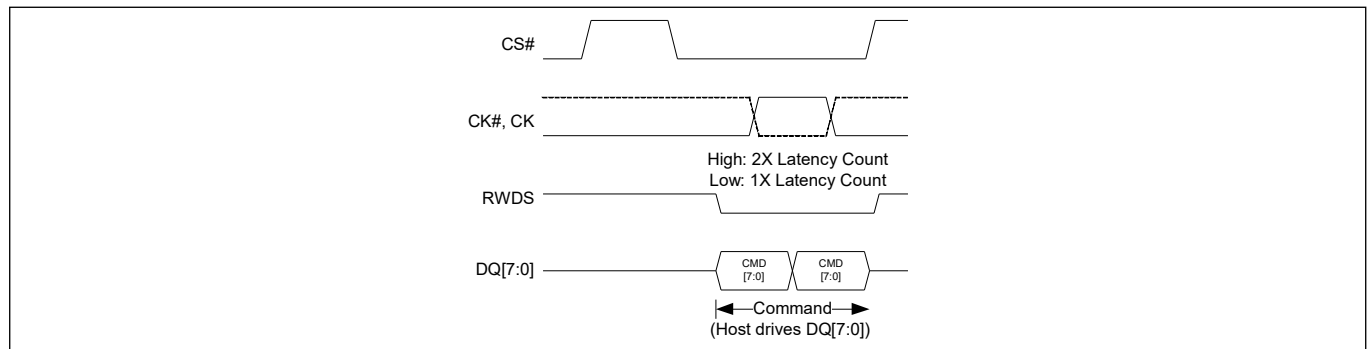 CS#
CK#, CK
High: 2X Latency Count
Low: 1X Latency Count
RWDS
DQ[7:0]
CMD
[7:0]
CMD
[7:0]
Command
(Host drives DQ[7:0])